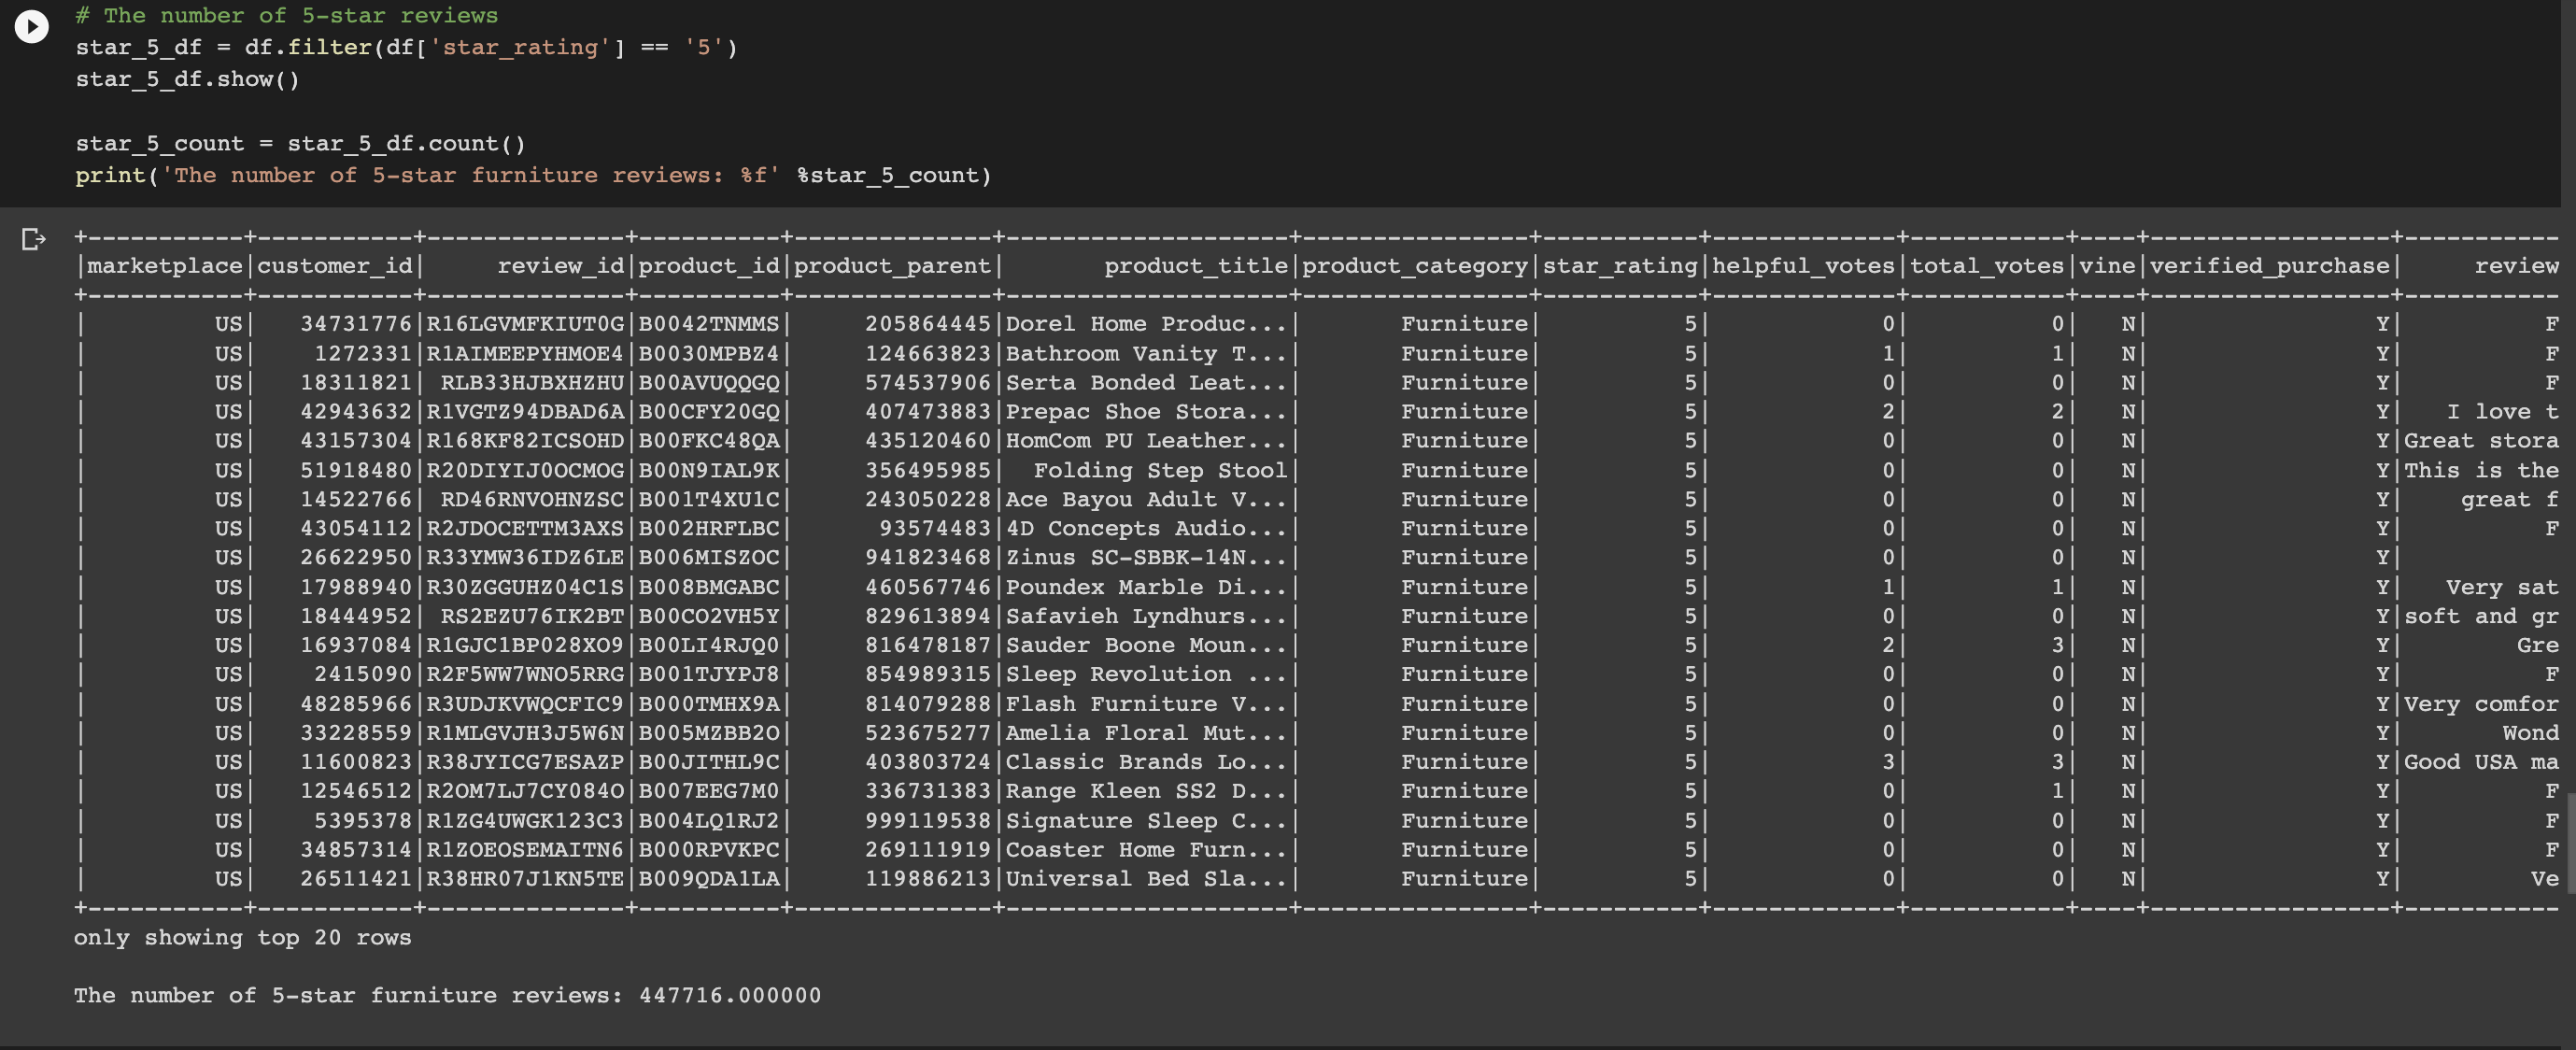 # The number of 5-star reviews
star_5_df = df.filter(df['star_rating'] == '5')
star_5_df.show()
star_5_count = star_5_df.count()
print('The number of 5-star furniture reviews: %f' %star_5_count)
+-----------+-----------+--------------+----------+--------------+--------------------+----------------+-----------+-------------+-----------+----+-----------------+-----------
|marketplace|customer_id|     review_id|product_id|product_parent|       product_title|product_category|star_rating|helpful_votes|total_votes|vine|verified_purchase|     review
+-----------+-----------+--------------+----------+--------------+--------------------+----------------+-----------+-------------+-----------+----+-----------------+-----------
|         US|   34731776|R16LGVMFKIUT0G|B0042TNMMS|     205864445|Dorel Home Produc...|       Furniture|          5|            0|          0|   N|                Y|          F
|         US|    1272331|R1AIMEEPYHMOE4|B0030MPBZ4|     124663823|Bathroom Vanity T...|       Furniture|          5|            1|          1|   N|                Y|          F
|         US|   18311821| RLB33HJBXHZHU|B00AVUQQGQ|     574537906|Serta Bonded Leat...|       Furniture|          5|            0|          0|   N|                Y|          F
|         US|   42943632|R1VGTZ94DBAD6A|B00CFY20GQ|     407473883|Prepac Shoe Stora...|       Furniture|          5|            2|          2|   N|                Y|   I love t
|         US|   43157304|R168KF82ICSOHD|B00FKC48QA|     435120460|HomCom PU Leather...|       Furniture|          5|            0|          0|   N|                Y|Great stora
|         US|   51918480|R20DIYIJ0OCMOG|B00N9IAL9K|     356495985|  Folding Step Stool|       Furniture|          5|            0|          0|   N|                Y|This is the
|         US|   14522766| RD46RNVOHNZSC|B001T4XU1C|     243050228|Ace Bayou Adult V...|       Furniture|          5|            0|          0|   N|                Y|    great f
|         US|   43054112|R2JDOCETTM3AXS|B002HRFLBC|      93574483|4D Concepts Audio...|       Furniture|          5|            0|          0|   N|                Y|          F
|         US|   26622950|R33YMW36IDZ6LE|B006MISZOC|     941823468|Zinus SC-SBBK-14N...|       Furniture|          5|            0|          0|   N|                Y|
|         US|   17988940|R30ZGGUHZ04C1S|B008BMGABC|     460567746|Poundex Marble Di...|       Furniture|          5|            1|          1|   N|                Y|   Very sat
|         US|   18444952| RS2EZU76IK2BT|B00CO2VH5Y|     829613894|Safavieh Lyndhurs...|       Furniture|          5|            0|          0|   N|                Y|soft and gr
|         US|   16937084|R1GJC1BP028XO9|B00LI4RJQ0|     816478187|Sauder Boone Moun...|       Furniture|          5|            2|          3|   N|                Y|        Gre
|         US|    2415090|R2F5WW7WNO5RRG|B001TJYPJ8|     854989315|Sleep Revolution ...|       Furniture|          5|            0|          0|   N|                Y|          F
|         US|   48285966|R3UDJKVWQCFIC9|B000TMHX9A|     814079288|Flash Furniture V...|       Furniture|          5|            0|          0|   N|                Y|Very comfor
|         US|   33228559|R1MLGVJH3J5W6N|B005MZBB2O|     523675277|Amelia Floral Mut...|       Furniture|          5|            0|          0|   N|                Y|       Wond
|         US|   11600823|R38JYICG7ESAZP|B00JITHL9C|     403803724|Classic Brands Lo...|       Furniture|          5|            3|          3|   N|                Y|Good USA ma
|         US|   12546512|R2OM7LJ7CY084O|B007EEG7M0|     336731383|Range Kleen SS2 D...|       Furniture|          5|            0|          1|   N|                Y|          F
|         US|    5395378|R1ZG4UWGK123C3|B004LQ1RJ2|     999119538|Signature Sleep C...|       Furniture|          5|            0|          0|   N|                Y|          F
|         US|   34857314|R1ZOEOSEMAITN6|B000RPVKPC|     269111919|Coaster Home Furn...|       Furniture|          5|            0|          0|   N|                Y|          F
|         US|   26511421|R38HR07J1KN5TE|B009QDA1LA|     119886213|Universal Bed Sla...|       Furniture|          5|            0|          0|   N|                Y|         Ve
+-----------+-----------+--------------+----------+--------------+--------------------+----------------+-----------+-------------+-----------+----+-----------------+-----------
only showing top 20 rows
The number of 5-star furniture reviews: 447716.000000